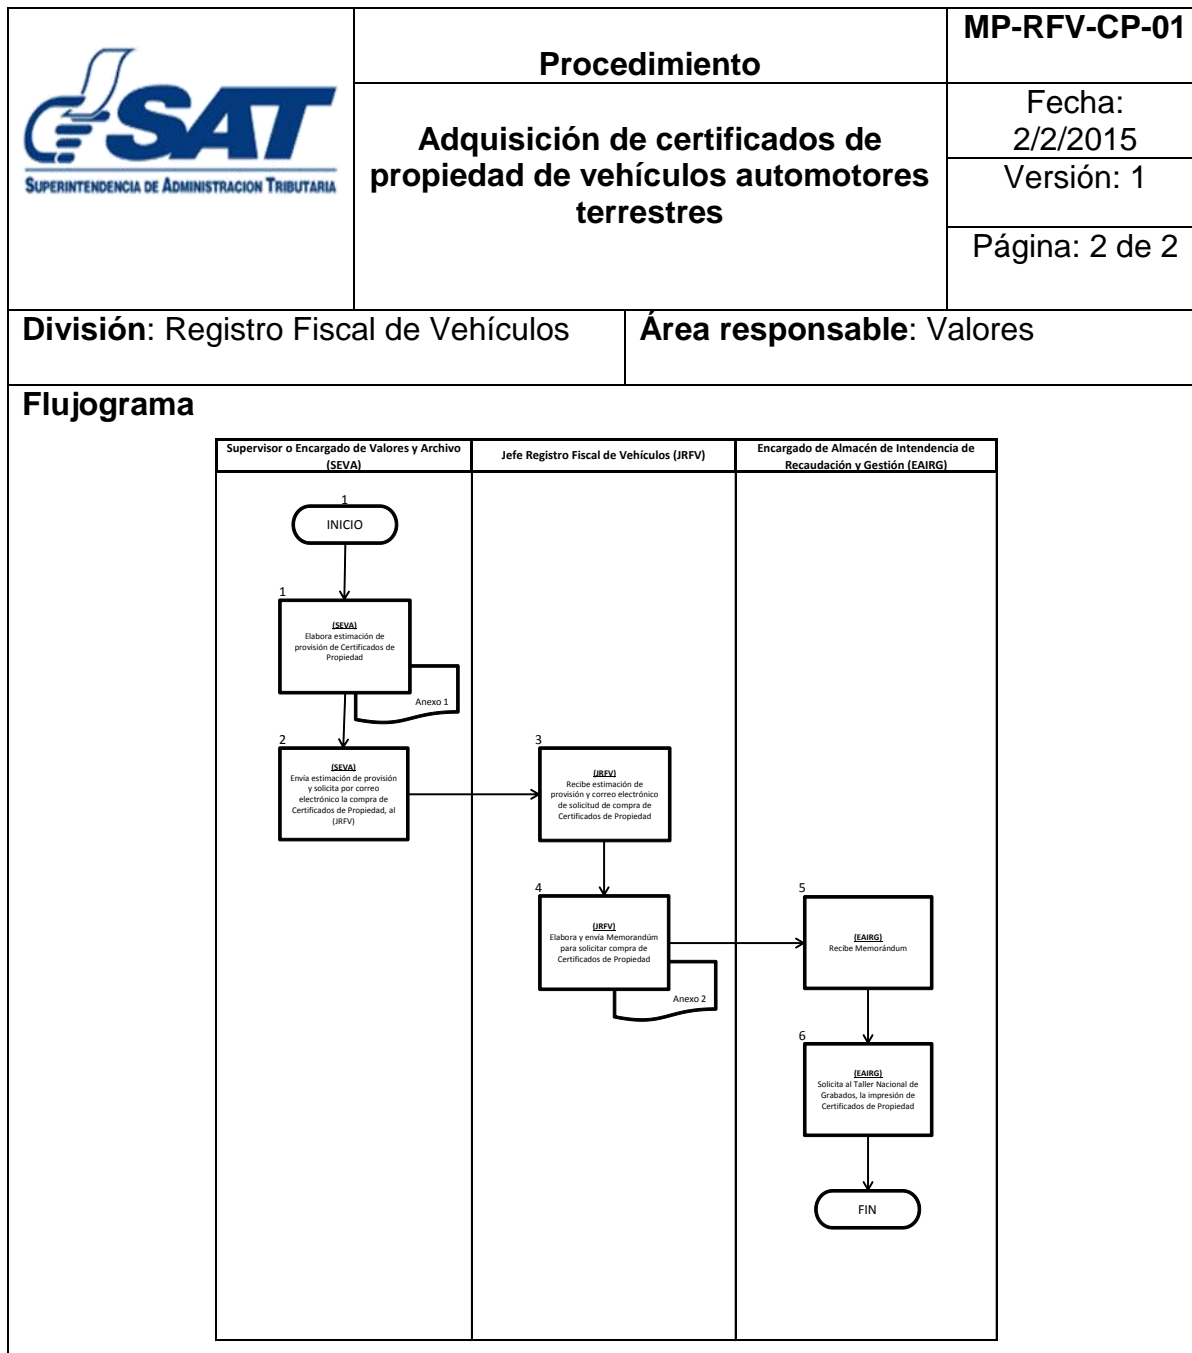 SAT
SUPERINTENDENCIA DE ADMINISTRACION TRIBUTARIA
Procedimiento
Adquisición de certificados de
propiedad de vehículos automotores
terrestres
MP-RFV-CP-01
Fecha:
2/2/2015
Versión: 1
Página: 2 de 2
División: Registro Fiscal de Vehículos
Área responsable: Valores
Flujograma
Supervisor o Encargado de Valores y Archivo
(SEVA)
Jefe Registro Fiscal de Vehículos (JRFV)
Encargado de Almacén de Intendencia de
Recaudación y Gestión (EAIRG)
1
INICIO
1
(SEVA)
Elabora estimación de
provisión de Certificados de
Propiedad
Anexo 1
2
(SEVA)
Envía estimación de provisión
y solicita por correo
electrónico la compra de
Certificados de Propiedad, al
(JRFV)
3
(JRFV)
Recibe estimación de
provisión y correo electrónico
de solicitud de compra de
Certificados de Propiedad
4
(JRFV)
Elabora y envía Memorandúm
para solicitar compra de
Certificados de Propiedad
Anexo 2
5
(EAIRG)
Recibe Memorándum
6
(EAIRG)
Solicita al Taller Nacional de
Grabados, la impresión de
Certificados de Propiedad
FIN